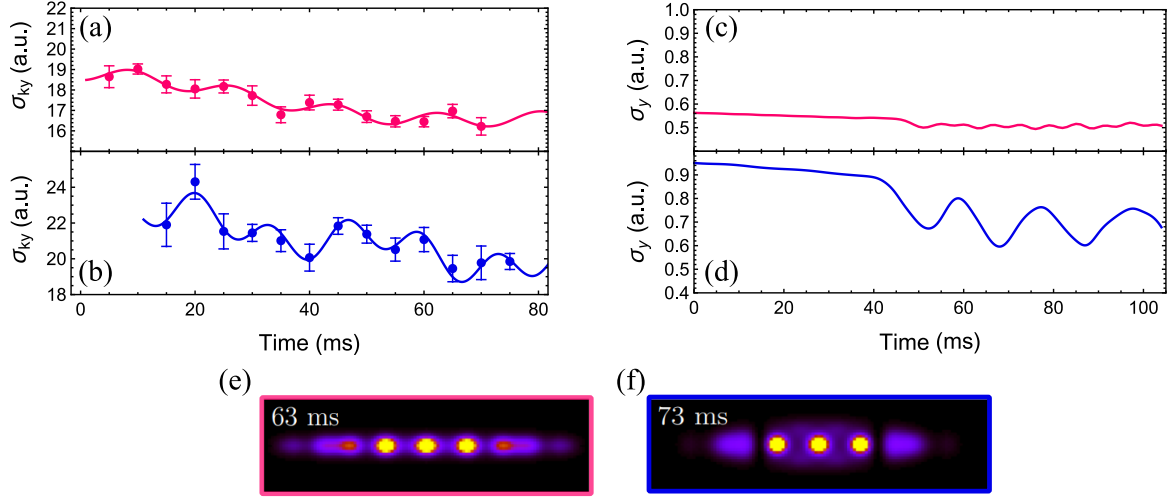 (a)
σky (a.u.)
22
21
20
19
18
17
16
(b)
σky (a.u.)
24
22
20
18
0 20 40 60 80
Time (ms)
(c)
σy (a.u.)
1.0
0.9
0.8
0.7
0.6
0.5
(d)
σy (a.u.)
0.9
0.8
0.7
0.6
0.5
0.4
0 20 40 60 80 100
Time (ms)
(e)
63 ms
(f)
73 ms